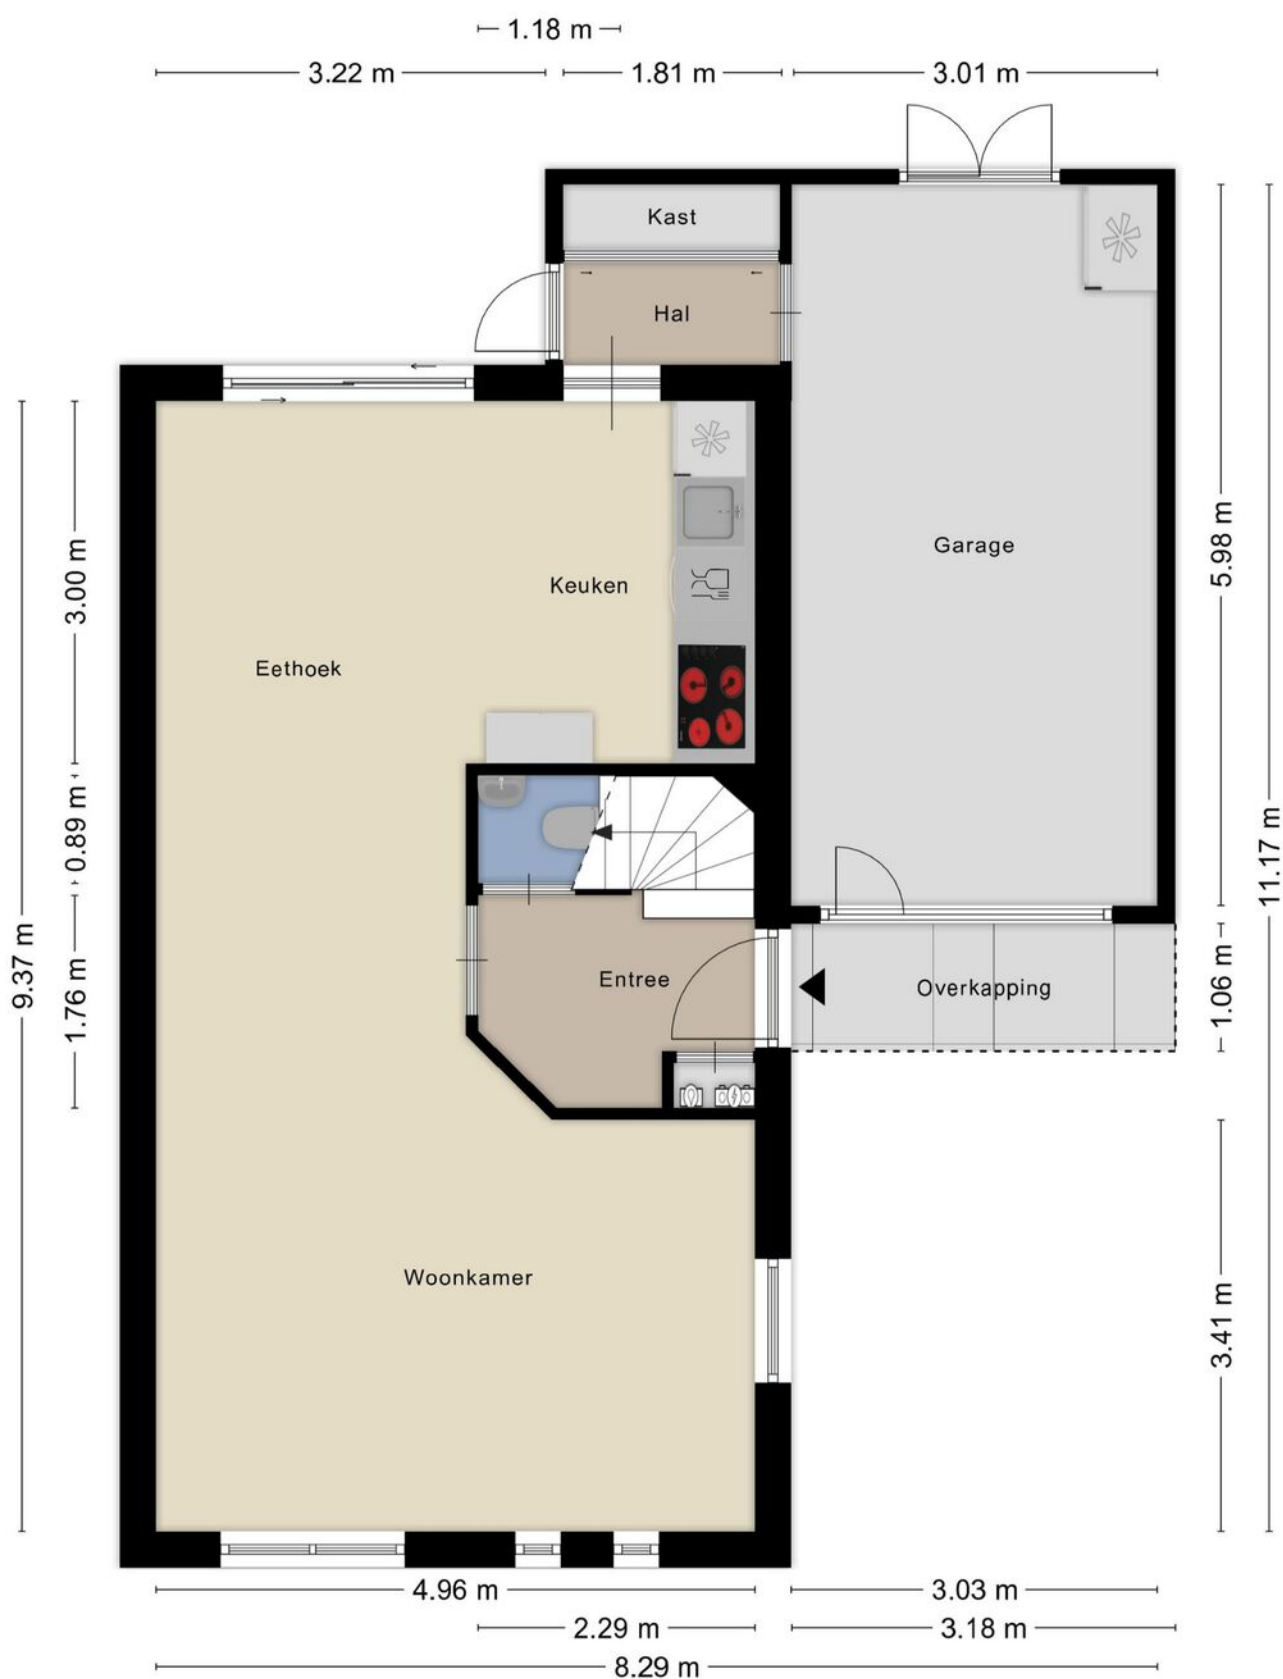 1.18 m
3.22 m
1.81 m
3.01 m
Kast
Hal
Garage
Keuken
Eethoek
3.00 m
5.98 m
0.89 m
11.17 m
9.37 m
1.76 m
Entree
Overkapping
1.06 m
Woonkamer
3.41 m
4.96 m
3.03 m
2.29 m
3.18 m
8.29 m